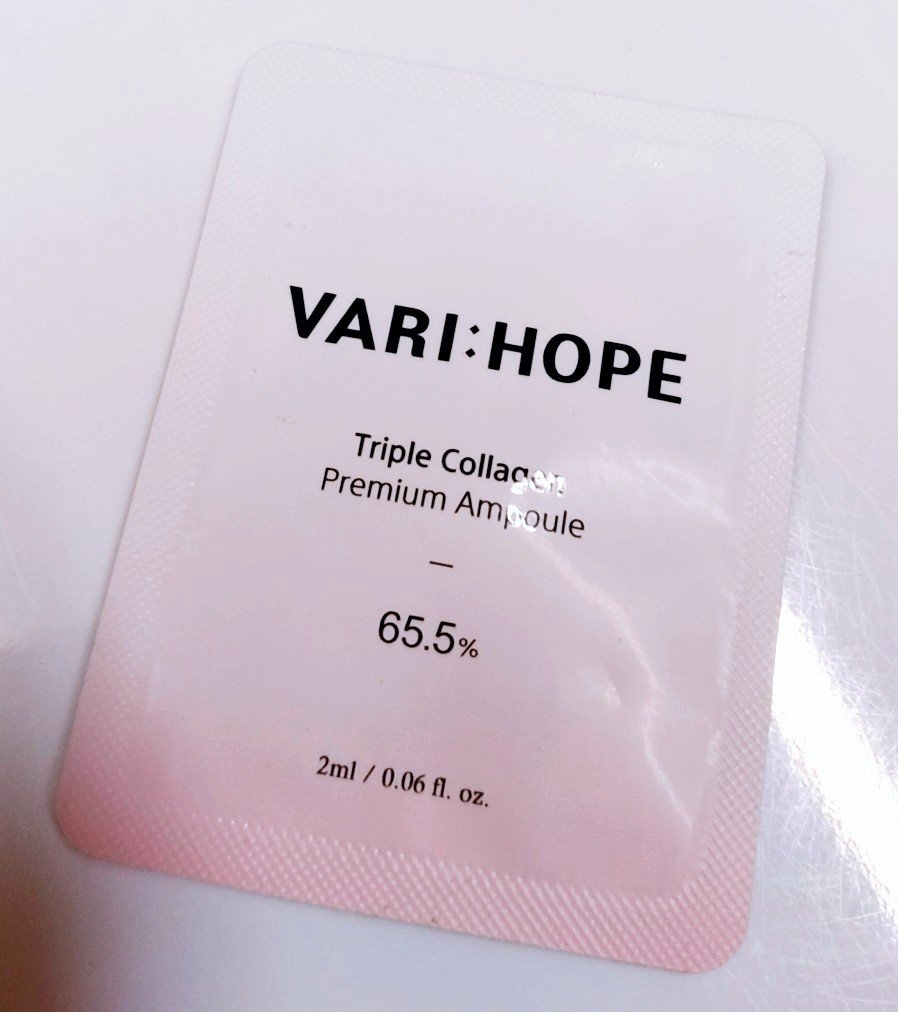 VARI:HOPE
Triple Collagen
Premium Ampoule
—
65.5%
2ml / 0.06 fl. oz.